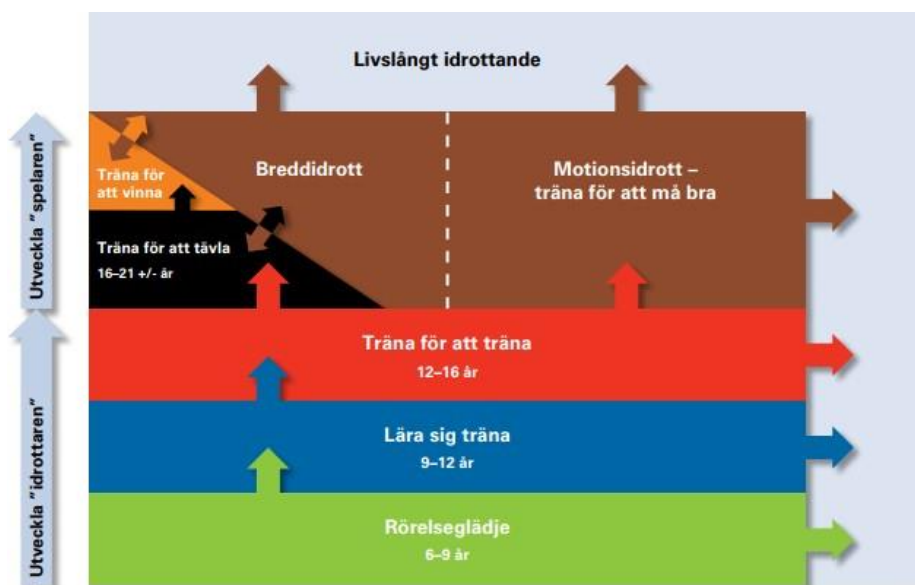 Livslångt idrottande
Breddidrott
Motionsidrott –
träna för att må bra
Träna för
att vinna
Träna för att tävla
16–21 +/- år
Träna för att träna
12–16 år
Lära sig träna
9–12 år
Rörelseglädje
6–9 år
Utveckla ”spelaren”
Utveckla ”idrottaren”